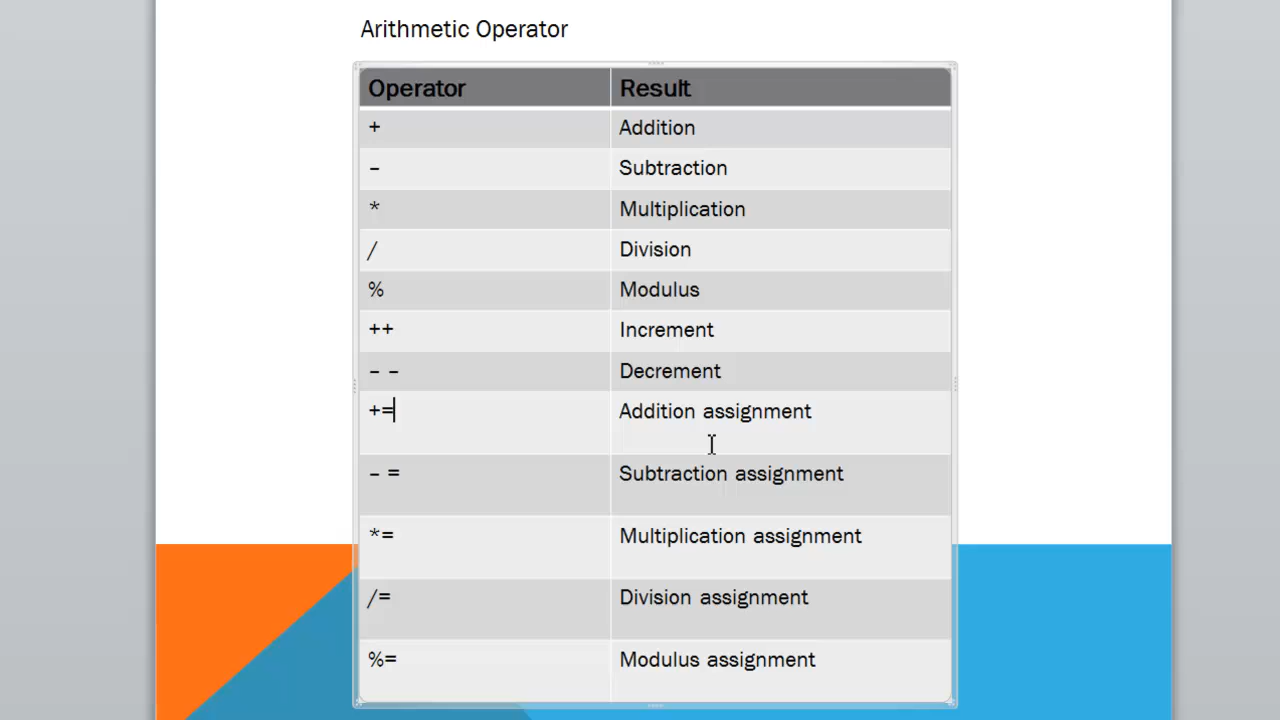 Arithmetic Operator
Operator Result
+ Addition
– Subtraction
* Multiplication
/ Division
% Modulus
++ Increment
– – Decrement
+= Addition assignment
– = Subtraction assignment
*= Multiplication assignment
/= Division assignment
%= Modulus assignment